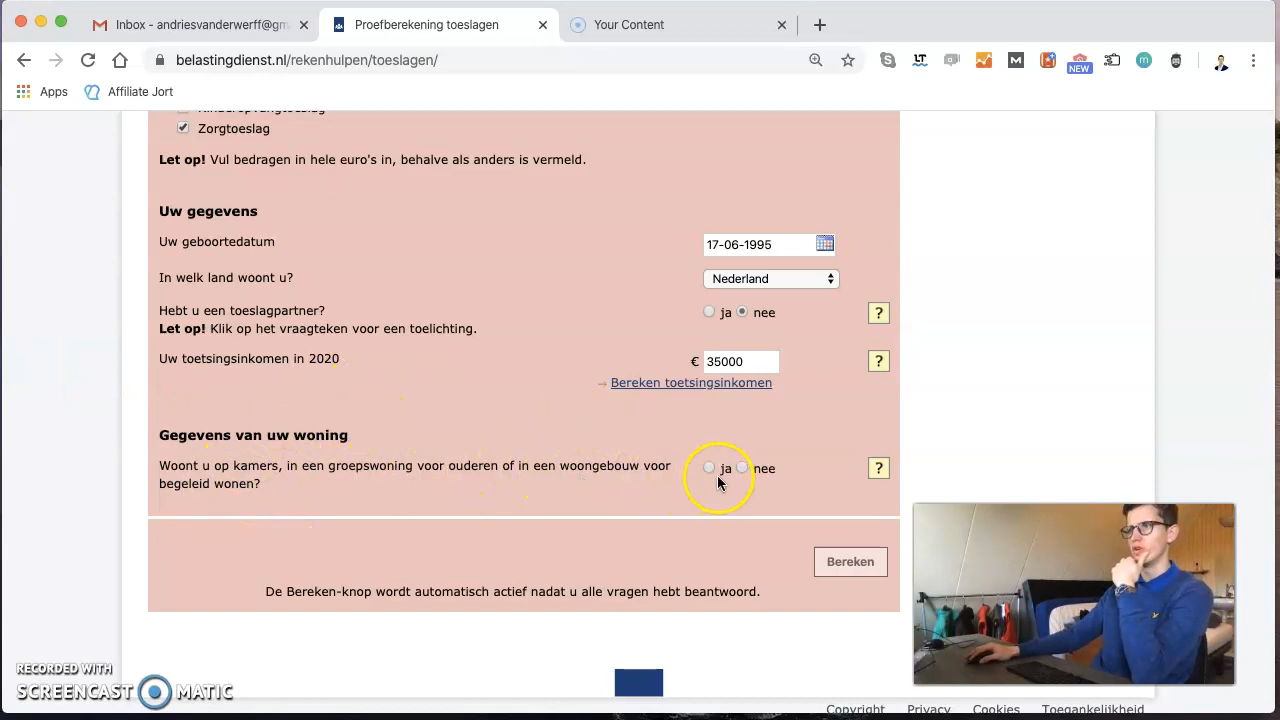 Inbox - andriesvanderwerff@gm
Proefberekening toeslagen
Your Content
belastingdienst.nl/rekenhulpen/toeslagen/
NEW
Apps
Affiliate Jort
Kinderopvangtoeslag
Zorgtoeslag
Let op! Vul bedragen in hele euro's in, behalve als anders is vermeld.
Uw gegevens
Uw geboortedatum
17-06-1995
In welk land woont u?
Nederland
Hebt u een toeslagpartner?
ja nee
?
Let op! Klik op het vraagteken voor een toelichting.
Uw toetsingsinkomen in 2020
€ 35000
?
→ Bereken toetsingsinkomen
Gegevens van uw woning
Woont u op kamers, in een groepswoning voor ouderen of in een woongebouw voor
ja nee
?
begeleid wonen?
Bereken
De Bereken-knop wordt automatisch actief nadat u alle vragen hebt beantwoord.
RECORDED WITH
SCREENCAST MATIC
Copyright Privacy Cookies Toegankelijkheid